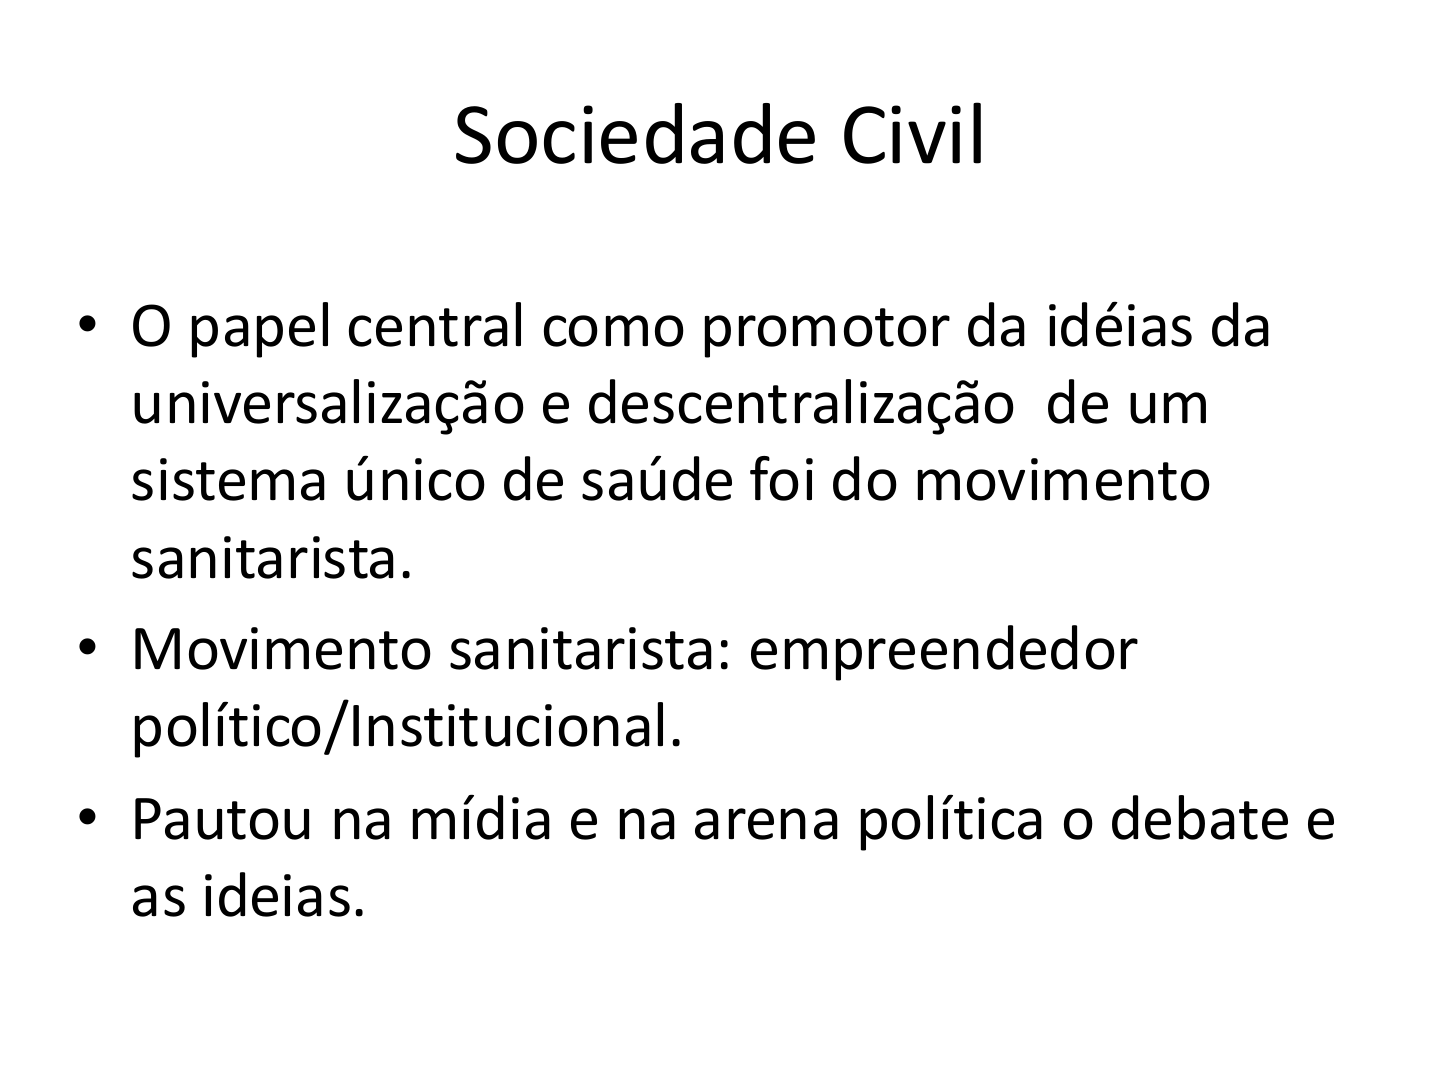 Sociedade Civil
• O papel central como promotor da idéias da
universalização e descentralização  de um
sistema único de saúde foi do movimento
sanitarista.
• Movimento sanitarista: empreendedor
político/Institucional.
• Pautou na mídia e na arena política o debate e
as ideias.